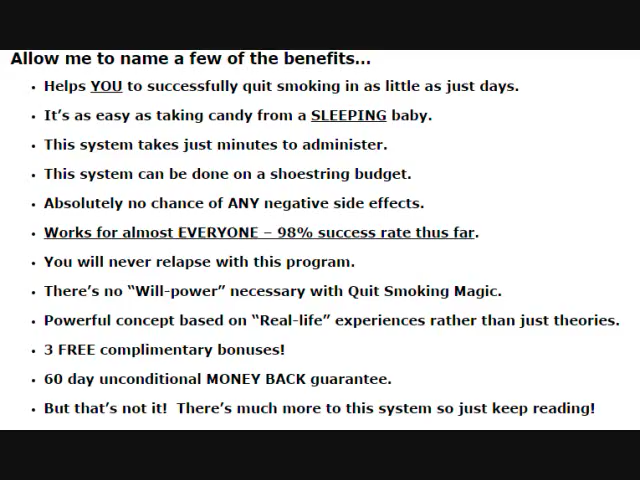 Allow me to name a few of the benefits...
• Helps YOU to successfully quit smoking in as little as just days.
• It's as easy as taking candy from a SLEEPING baby.
• This system takes just minutes to administer.
• This system can be done on a shoestring budget.
• Absolutely no chance of ANY negative side effects.
• Works for almost EVERYONE – 98% success rate thus far.
• You will never relapse with this program.
• There's no “Will-power” necessary with Quit Smoking Magic.
• Powerful concept based on “Real-life” experiences rather than just theories.
• 3 FREE complimentary bonuses!
• 60 day unconditional MONEY BACK guarantee.
• But that's not it!  There's much more to this system so just keep reading!